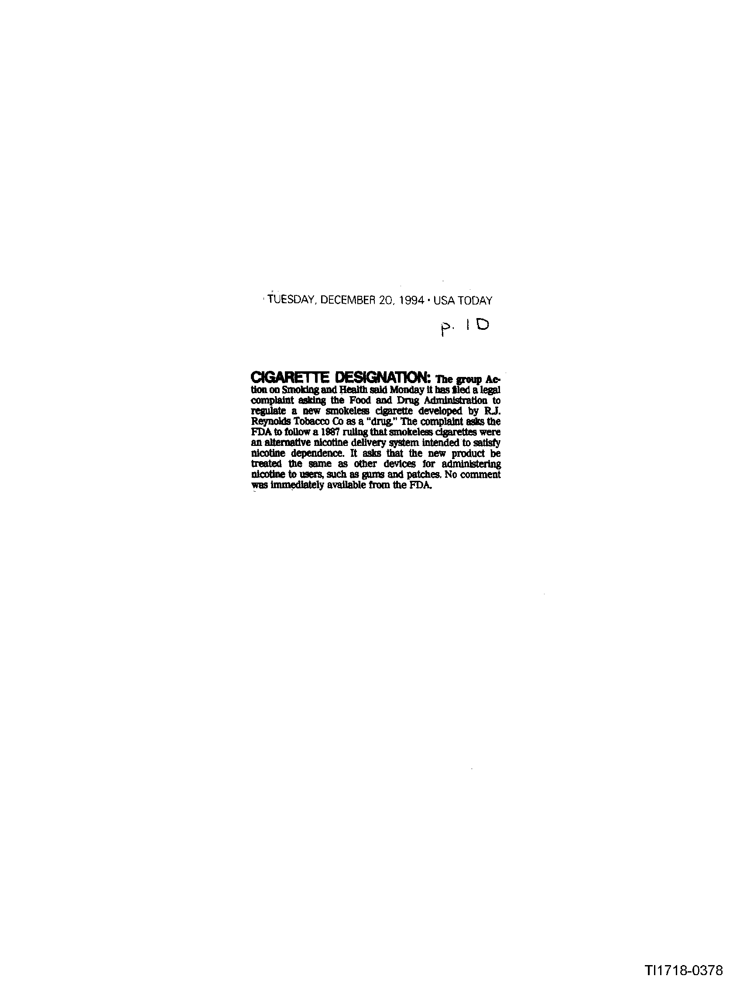 TUESDAY, DECEMBER 20, 1994 • USA TODAY
p. 1D
CIGARETTE DESIGNATION: The group Ac-
tion on Smoking and Health said Monday it has filed a legal
complaint asking the Food and Drug Administration to
regulate a new smokeless cigarette developed by R.J.
Reynolds Tobacco Co as a "drug." The complaint asks the
FDA to follow a 1987 ruling that smokeless cigarettes were
an alternative nicotine delivery system intended to satisfy
nicotine dependence. It asks that the new product be
treated the same as other devices for administering
nicotine to users, such as gums and patches. No comment
was immediately available from the FDA.
TI1718-0378